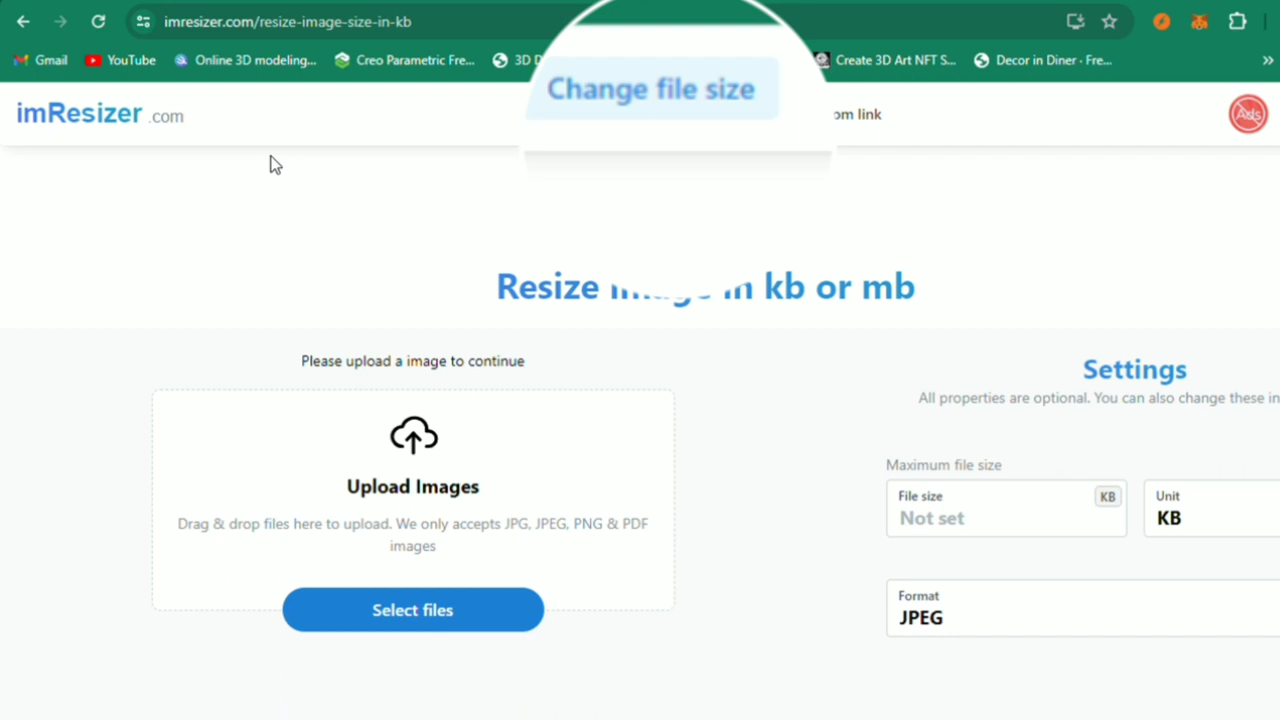 imresizer.com/resize-image-size-in-kb
Gmail YouTube Online 3D modeling... Creo Parametric Fre... 3D D Create 3D Art NFT S... Decor in Diner · Fre... »
imResizer .com Change file size om link Ads
Resize image in kb or mb
Please upload a image to continue
Upload Images
Drag & drop files here to upload. We only accepts JPG, JPEG, PNG & PDF
images
Select files
Settings
All properties are optional. You can also change these in
Maximum file size
File size KB Unit
Not set KB
Format
JPEG